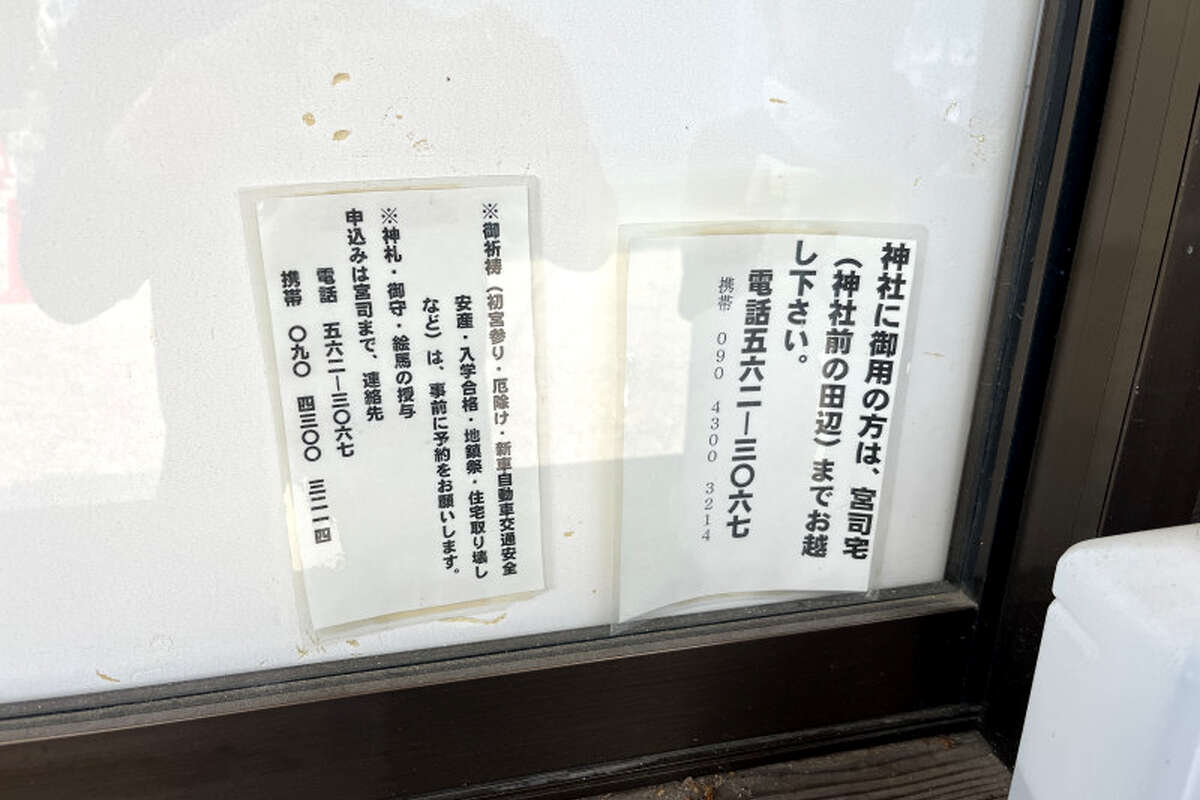 神社に御用の方は、宮司宅
（神社前の田辺）までお越
し下さい。
電話五六二ー三〇六七
携帯 090 4300 3214
※御祈祷（初宮参り・厄除け・新車自動車交通安全
安産・入学合格・地鎮祭・住宅取り壊し
など）は、事前に予約をお願いします。
※神札・御守・絵馬の授与
申込みは宮司まで、連絡先
電話 五六二ー三〇六七
携帯 〇九〇 四三〇〇 三二一四